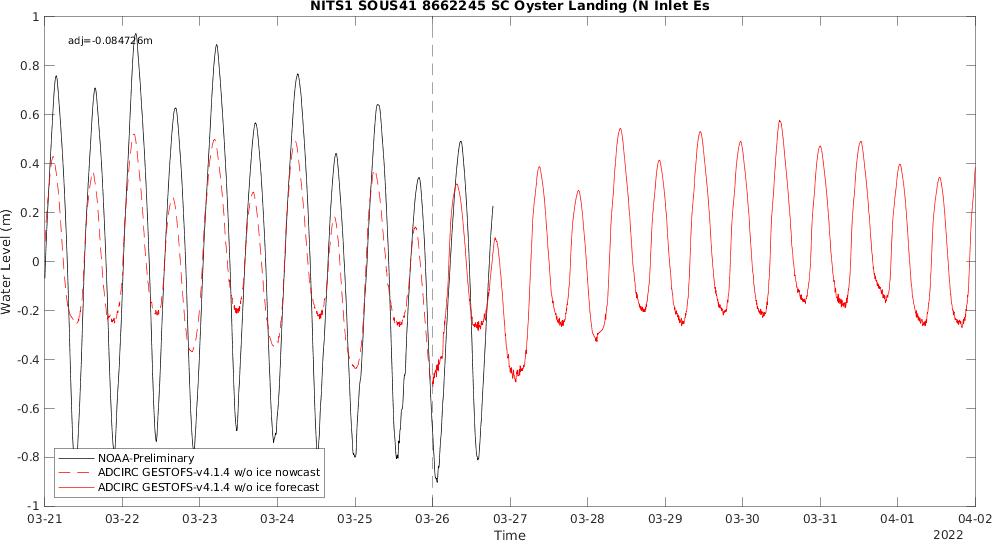 NITS1 SOUS41 8662245 SC Oyster Landing (N Inlet Es
adj=-0.084726m
Water Level (m)
1
0.8
0.6
0.4
0.2
0
-0.2
-0.4
-0.6
-0.8
-1
NOAA-Preliminary
ADCIRC GESTOFS-v4.1.4 w/o ice nowcast
ADCIRC GESTOFS-v4.1.4 w/o ice forecast
03-21 03-22 03-23 03-24 03-25 03-26 03-27 03-28 03-29 03-30 03-31 04-01 04-02
Time
2022